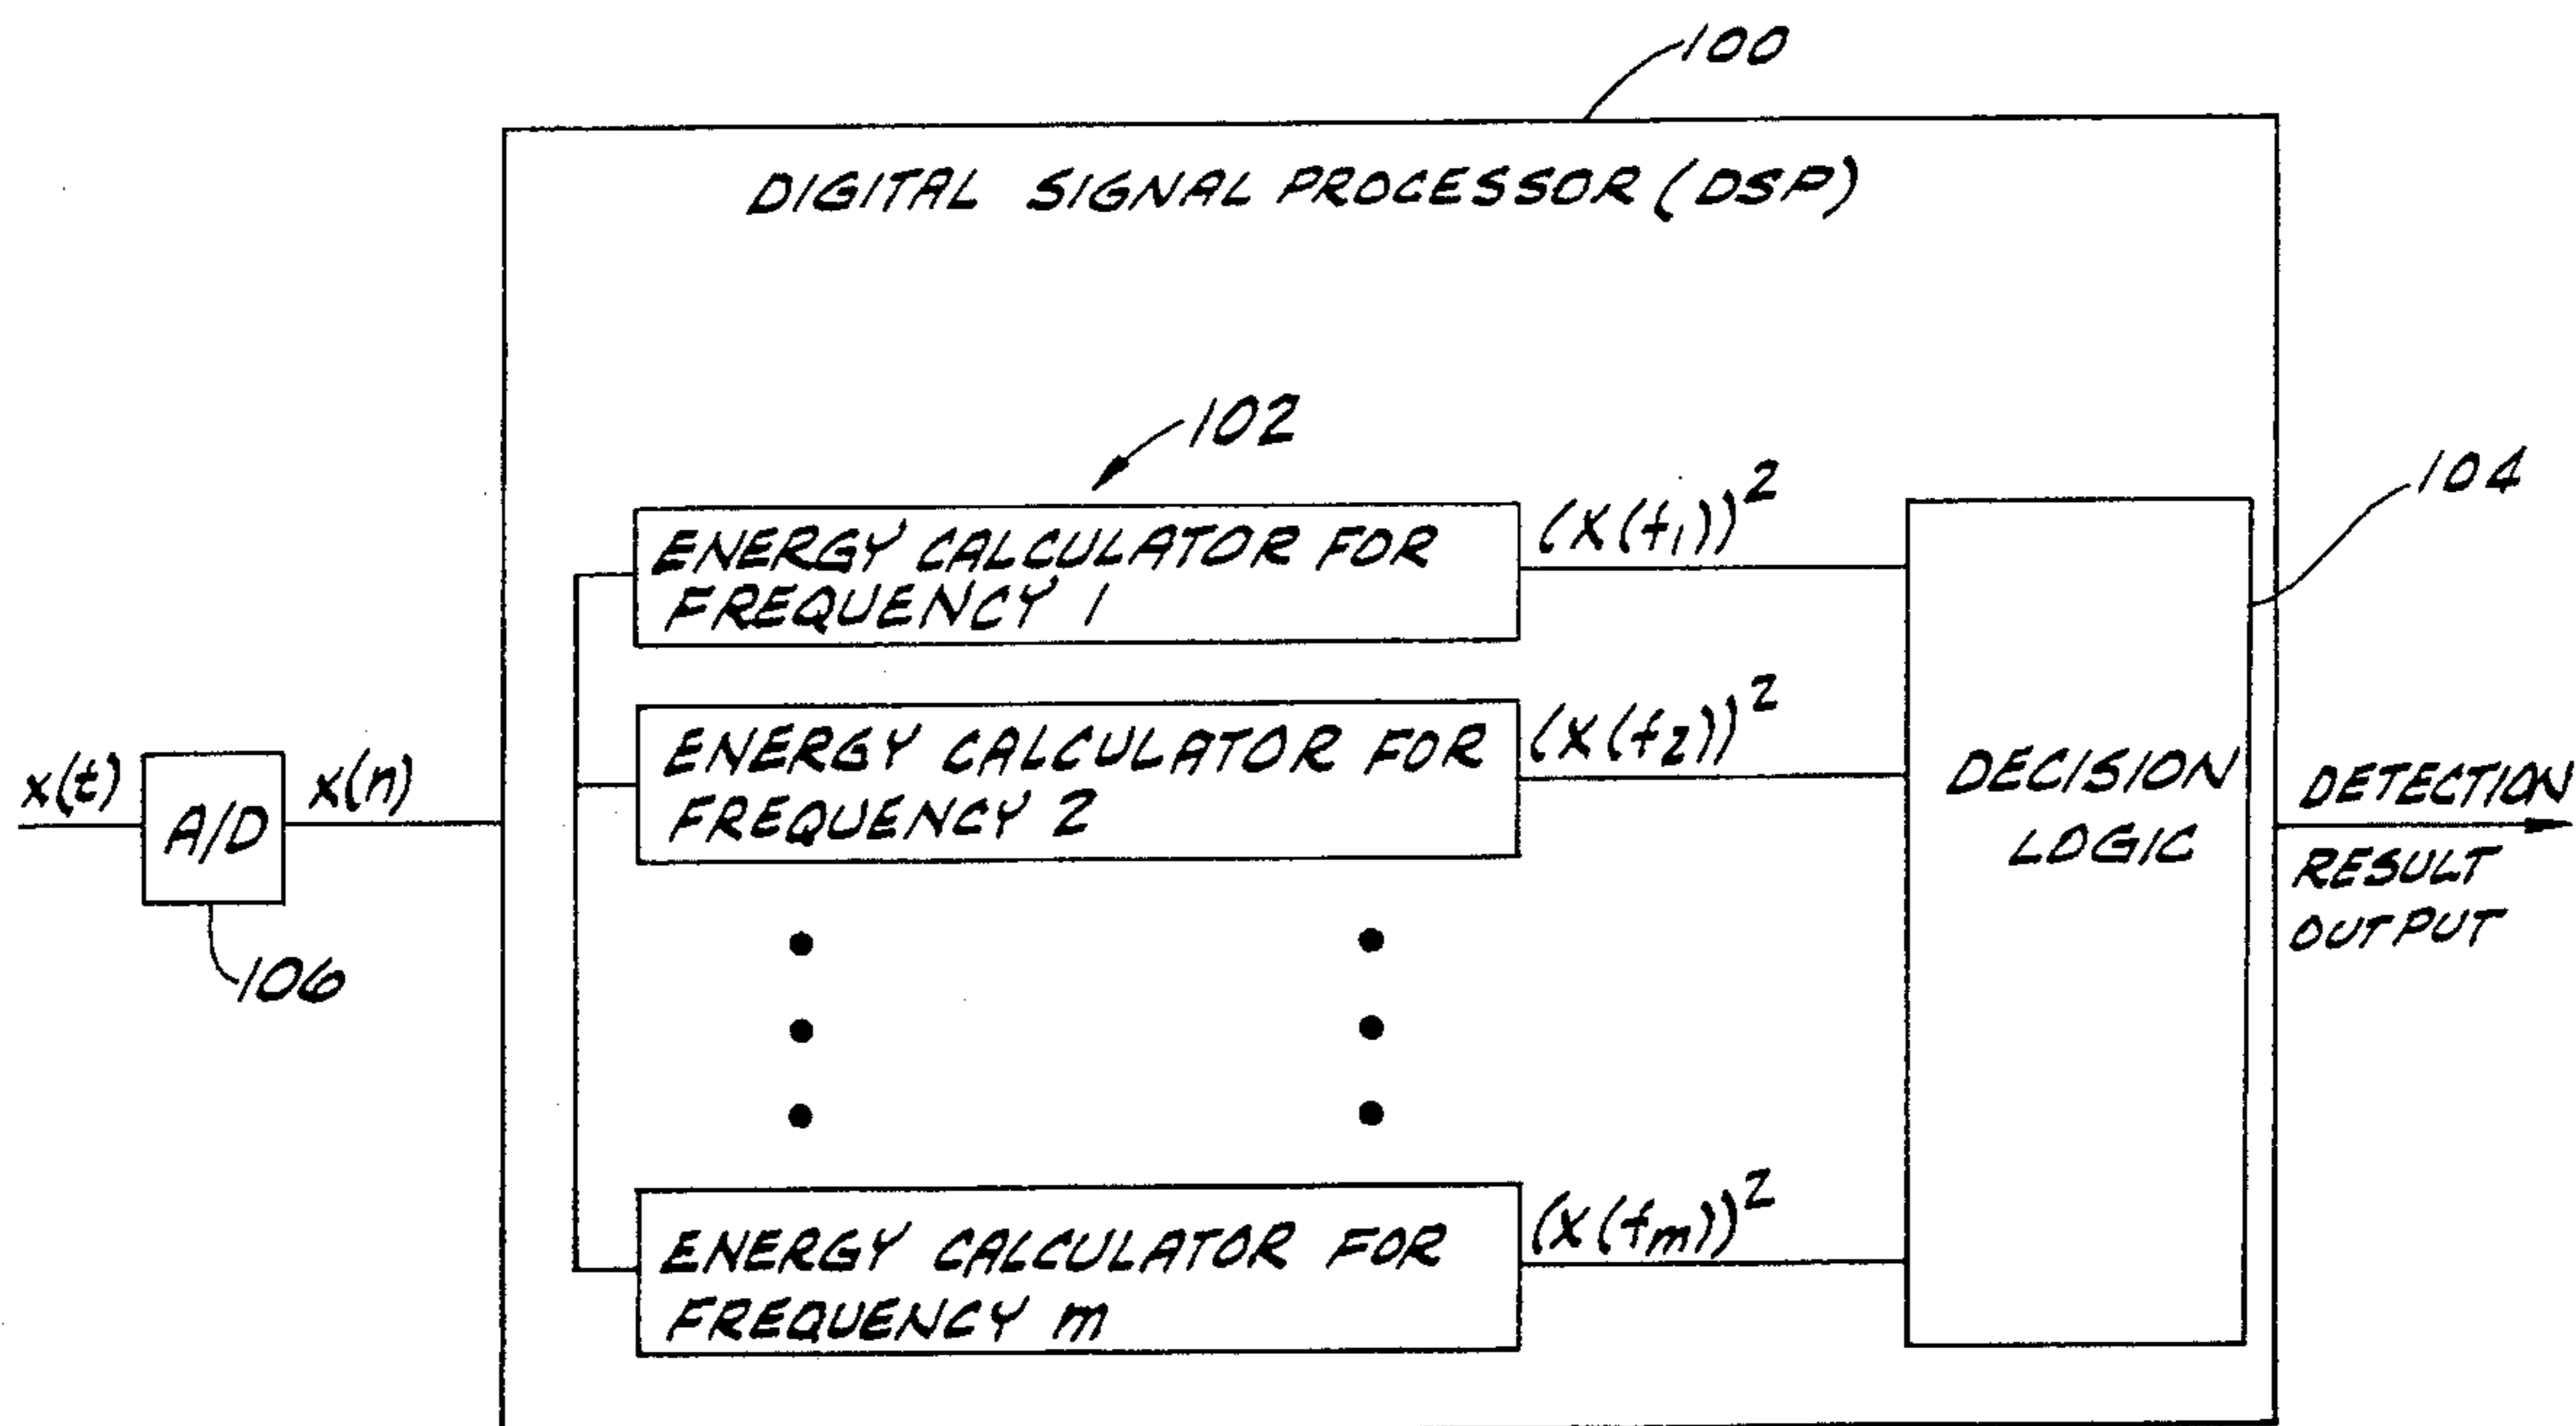 100
DIGITAL SIGNAL PROCESSOR (DSP)
102
104
ENERGY CALCULATOR FOR
FREQUENCY 1
(X(f1))2
ENERGY CALCULATOR FOR
FREQUENCY 2
(X(f2))2
x(t)
A/D
x(n)
106
DECISION
LOGIC
DETECTION
RESULT
OUTPUT
ENERGY CALCULATOR FOR
FREQUENCY m
(X(fm))2